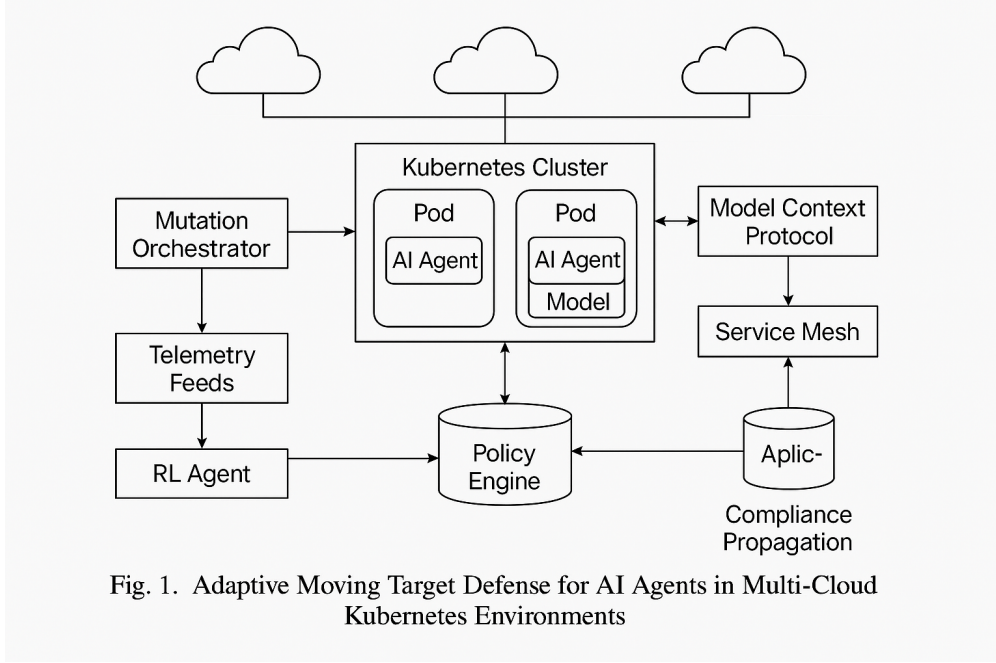 Kubernetes Cluster
Pod
AI Agent
Pod
AI Agent
Model
Mutation
Orchestrator
Telemetry
Feeds
RL Agent
Policy
Engine
Model Context
Protocol
Service Mesh
Aplic-
Compliance
Propagation
Fig. 1. Adaptive Moving Target Defense for AI Agents in Multi-Cloud
Kubernetes Environments